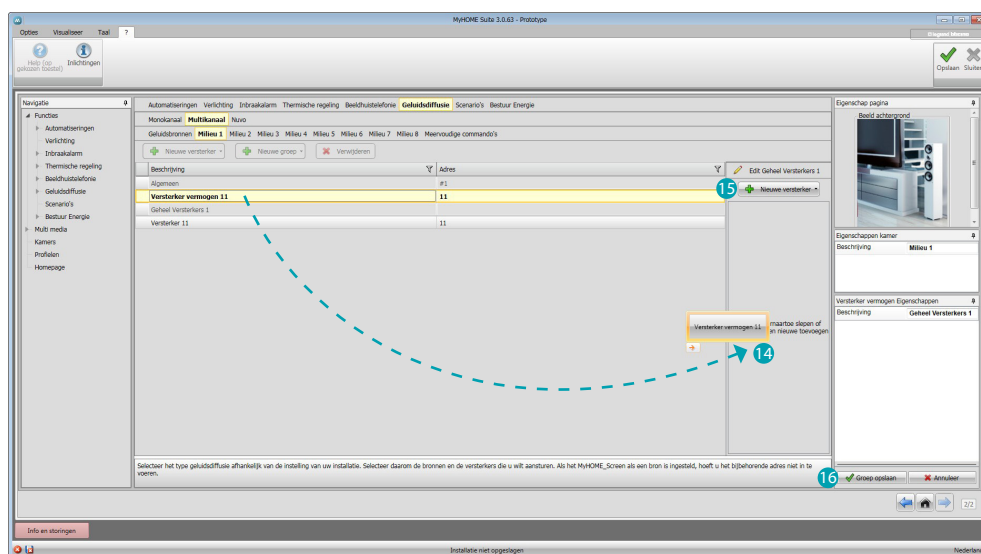 MyHOME Suite 3.0.63 - Prototype
Opties Visualiseer Taal ?
Help (op gekozen toestel)
Inlichtingen
Opslaan Sluiten
Navigatie
Functies
Automatiseringen
Verlichting
Inbraakalarm
Thermische regeling
Beeldhuistelefonie
Geluidsdiffusie
Scenario's
Bestuur Energie
Multi media
Kamers
Profielen
Homepage
Automatiseringen Verlichting Inbraakalarm Thermische regeling Beeldhuistelefonie Geluidsdiffusie Scenario's Bestuur Energie
Monokanaal Multikanaal Nuvo
Geluidsbronnen Milieu 1 Milieu 2 Milieu 3 Milieu 4 Milieu 5 Milieu 6 Milieu 7 Milieu 8 Meervoudige commando's
Nieuwe versterker Nieuwe groep Verwijderen
Beschrijving Adres
Algemeen #1
Versterker vermogen 11 11
Geheel Versterkers 1
Versterker 11 11
Edit Geheel Versterkers 1
15 Nieuwe versterker
Versterker vermogen 11
maartoe slepen of
en nieuwe toevoegen
14
Selecteer het type geluidsdiffusie afhankelijk van de instelling van uw installatie. Selecteer daarom de bronnen en de versterkers die u wilt aansturen. Als het MyHOME_Screen als een bron is ingesteld, hoeft u het bijbehorende adres niet in te
voeren.
Eigenschap pagina
Beeld achtergrond
Eigenschappen kamer
Beschrijving Milieu 1
Versterker vermogen Eigenschappen
Beschrijving Geheel Versterkers 1
16 Groep opslaan Annuleer
2/2
Info en storingen
Installatie niet opgeslagen
Nederlan